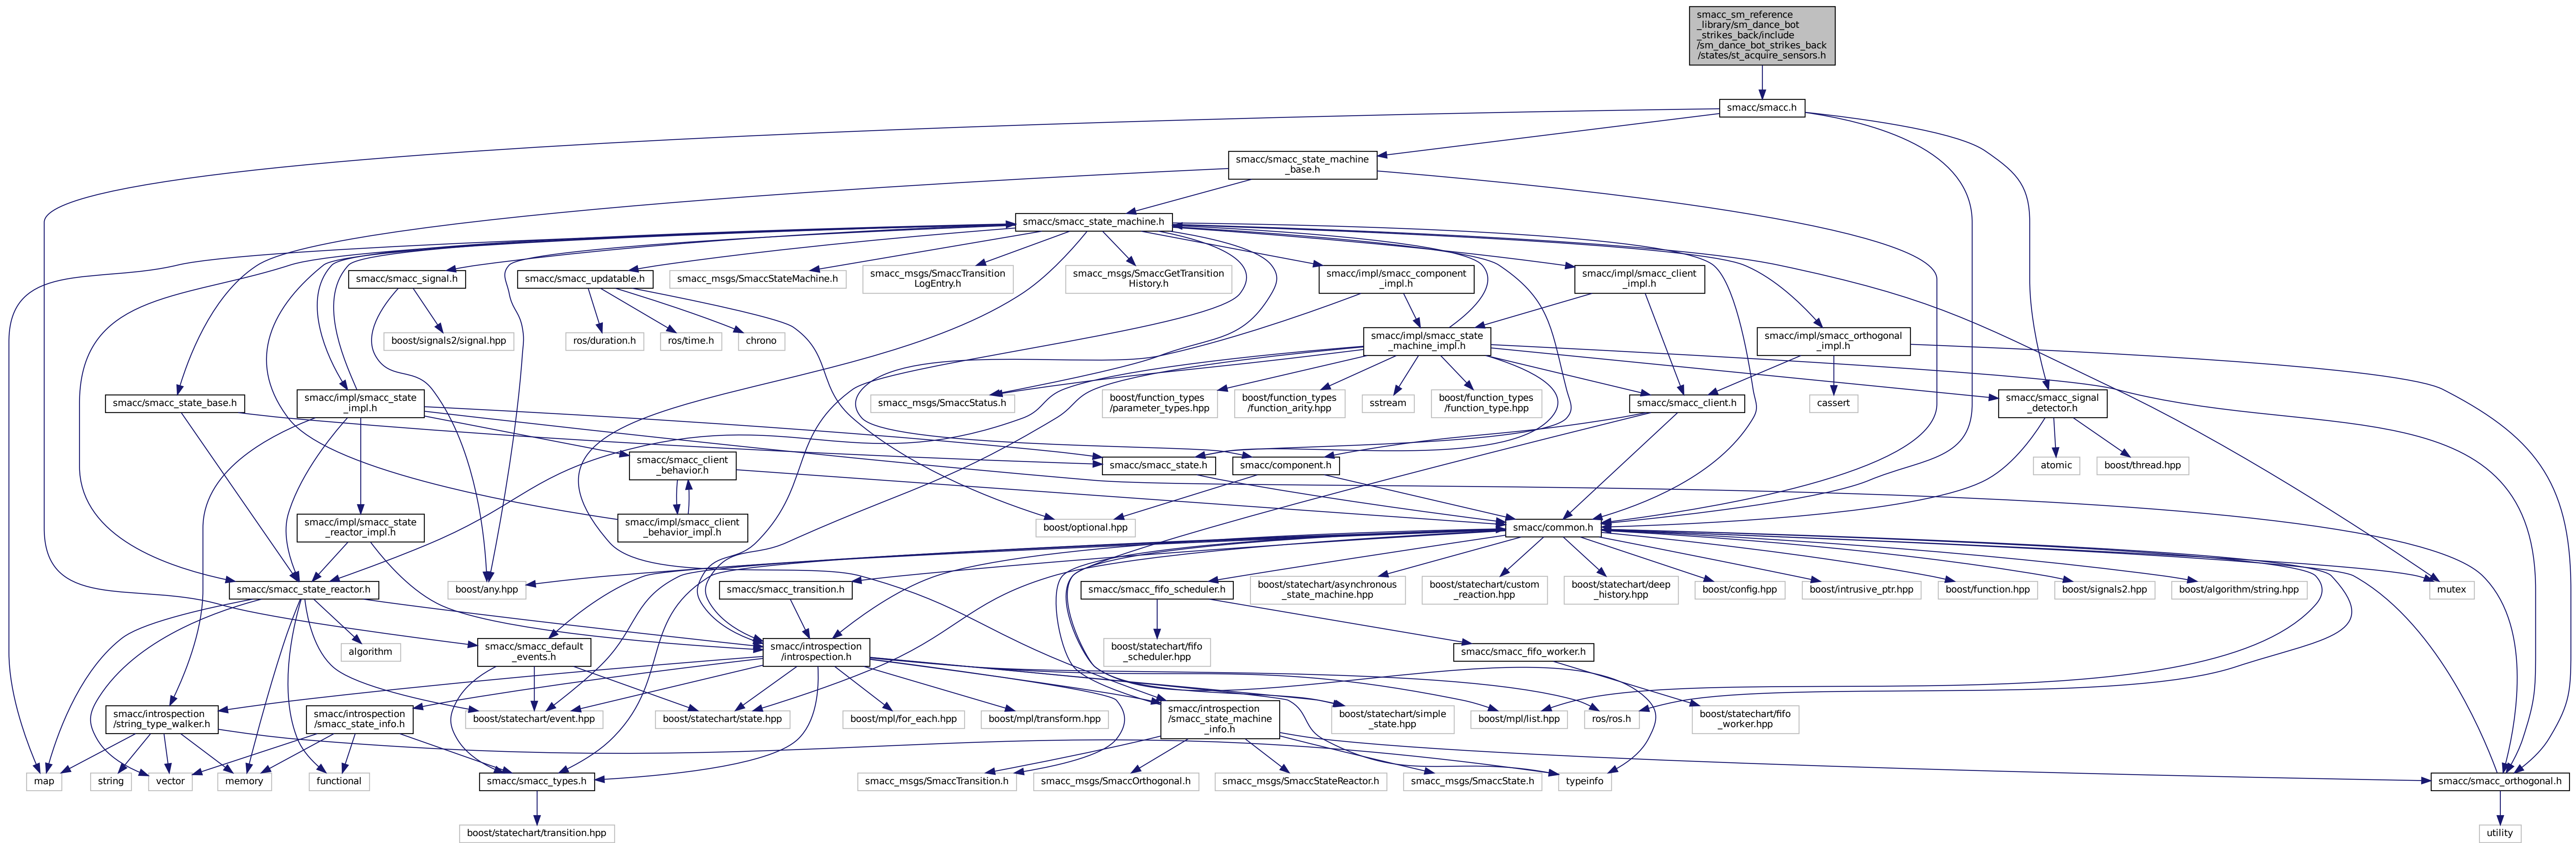 smacc_sm_reference
_library/sm_dance_bot
_strikes_back/include
/sm_dance_bot_strikes_back
/states/st_acquire_sensors.h
smacc/smacc.h
smacc/smacc_state_machine
_base.h
smacc/smacc_state_machine.h
smacc/smacc_signal.h
smacc/smacc_updatable.h
smacc_msgs/SmaccStateMachine.h
smacc_msgs/SmaccTransition
LogEntry.h
smacc_msgs/SmaccGetTransition
History.h
smacc/impl/smacc_component
_impl.h
smacc/impl/smacc_client
_impl.h
boost/signals2/signal.hpp
ros/duration.h
ros/time.h
chrono
smacc/impl/smacc_state
_machine_impl.h
smacc/impl/smacc_orthogonal
_impl.h
smacc/smacc_state_base.h
smacc/impl/smacc_state
_impl.h
smacc_msgs/SmaccStatus.h
boost/function_types
/parameter_types.hpp
boost/function_types
/function_arity.hpp
sstream
boost/function_types
/function_type.hpp
smacc/smacc_client.h
cassert
smacc/smacc_signal
_detector.h
smacc/smacc_client
_behavior.h
smacc/smacc_state.h
smacc/component.h
atomic
boost/thread.hpp
smacc/impl/smacc_state
_reactor_impl.h
smacc/impl/smacc_client
_behavior_impl.h
boost/optional.hpp
smacc/common.h
smacc/smacc_state_reactor.h
boost/any.hpp
smacc/smacc_transition.h
smacc/smacc_fifo_scheduler.h
boost/statechart/asynchronous
_state_machine.hpp
boost/statechart/custom
_reaction.hpp
boost/statechart/deep
_history.hpp
boost/config.hpp
boost/intrusive_ptr.hpp
boost/function.hpp
boost/signals2.hpp
boost/algorithm/string.hpp
mutex
algorithm
smacc/smacc_default
_events.h
smacc/introspection
/introspection.h
boost/statechart/fifo
_scheduler.hpp
smacc/smacc_fifo_worker.h
smacc/introspection
/string_type_walker.h
smacc/introspection
/smacc_state_info.h
boost/statechart/event.hpp
boost/statechart/state.hpp
boost/mpl/for_each.hpp
boost/mpl/transform.hpp
smacc/introspection
/smacc_state_machine
_info.h
boost/statechart/simple
_state.hpp
boost/mpl/list.hpp
ros/ros.h
boost/statechart/fifo
_worker.hpp
map
string
vector
memory
functional
smacc/smacc_types.h
smacc_msgs/SmaccTransition.h
smacc_msgs/SmaccOrthogonal.h
smacc_msgs/SmaccStateReactor.h
smacc_msgs/SmaccState.h
typeinfo
smacc/smacc_orthogonal.h
boost/statechart/transition.hpp
utility